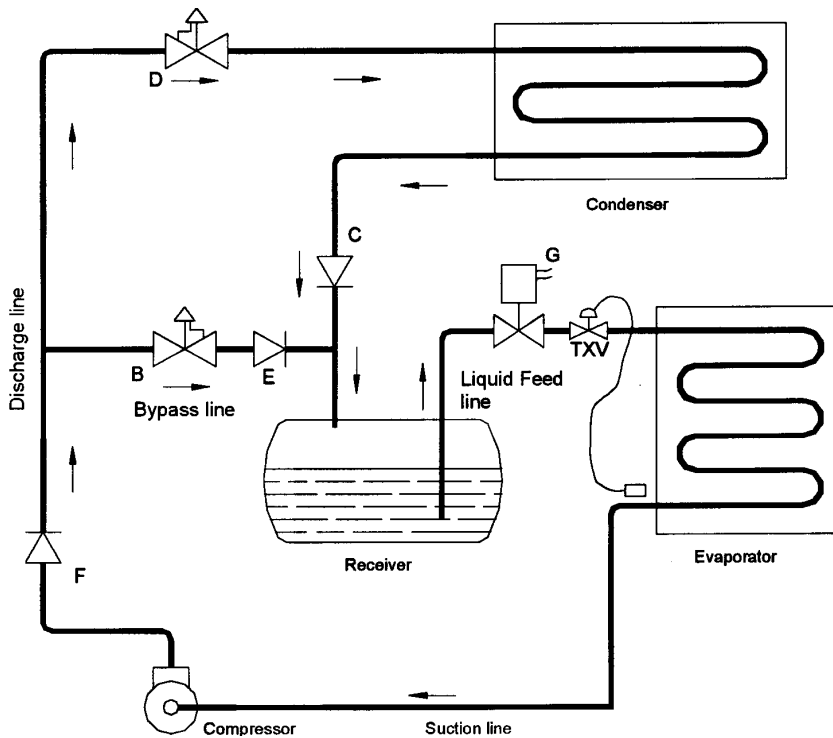 D
Condenser
C
G
TXV
Discharge line
B
E
Bypass line
Liquid Feed
line
Receiver
Evaporator
F
Compressor
Suction line